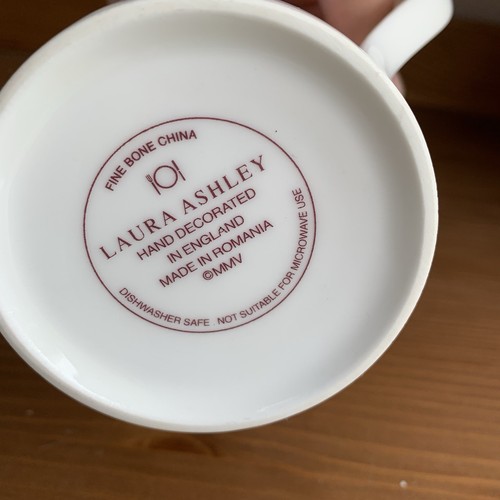 FINE BONE CHINA
LAURA ASHLEY
HAND DECORATED
IN ENGLAND
MADE IN ROMANIA
©MMV
DISHWASHER SAFE . NOT SUITABLE FOR MICROWAVE USE